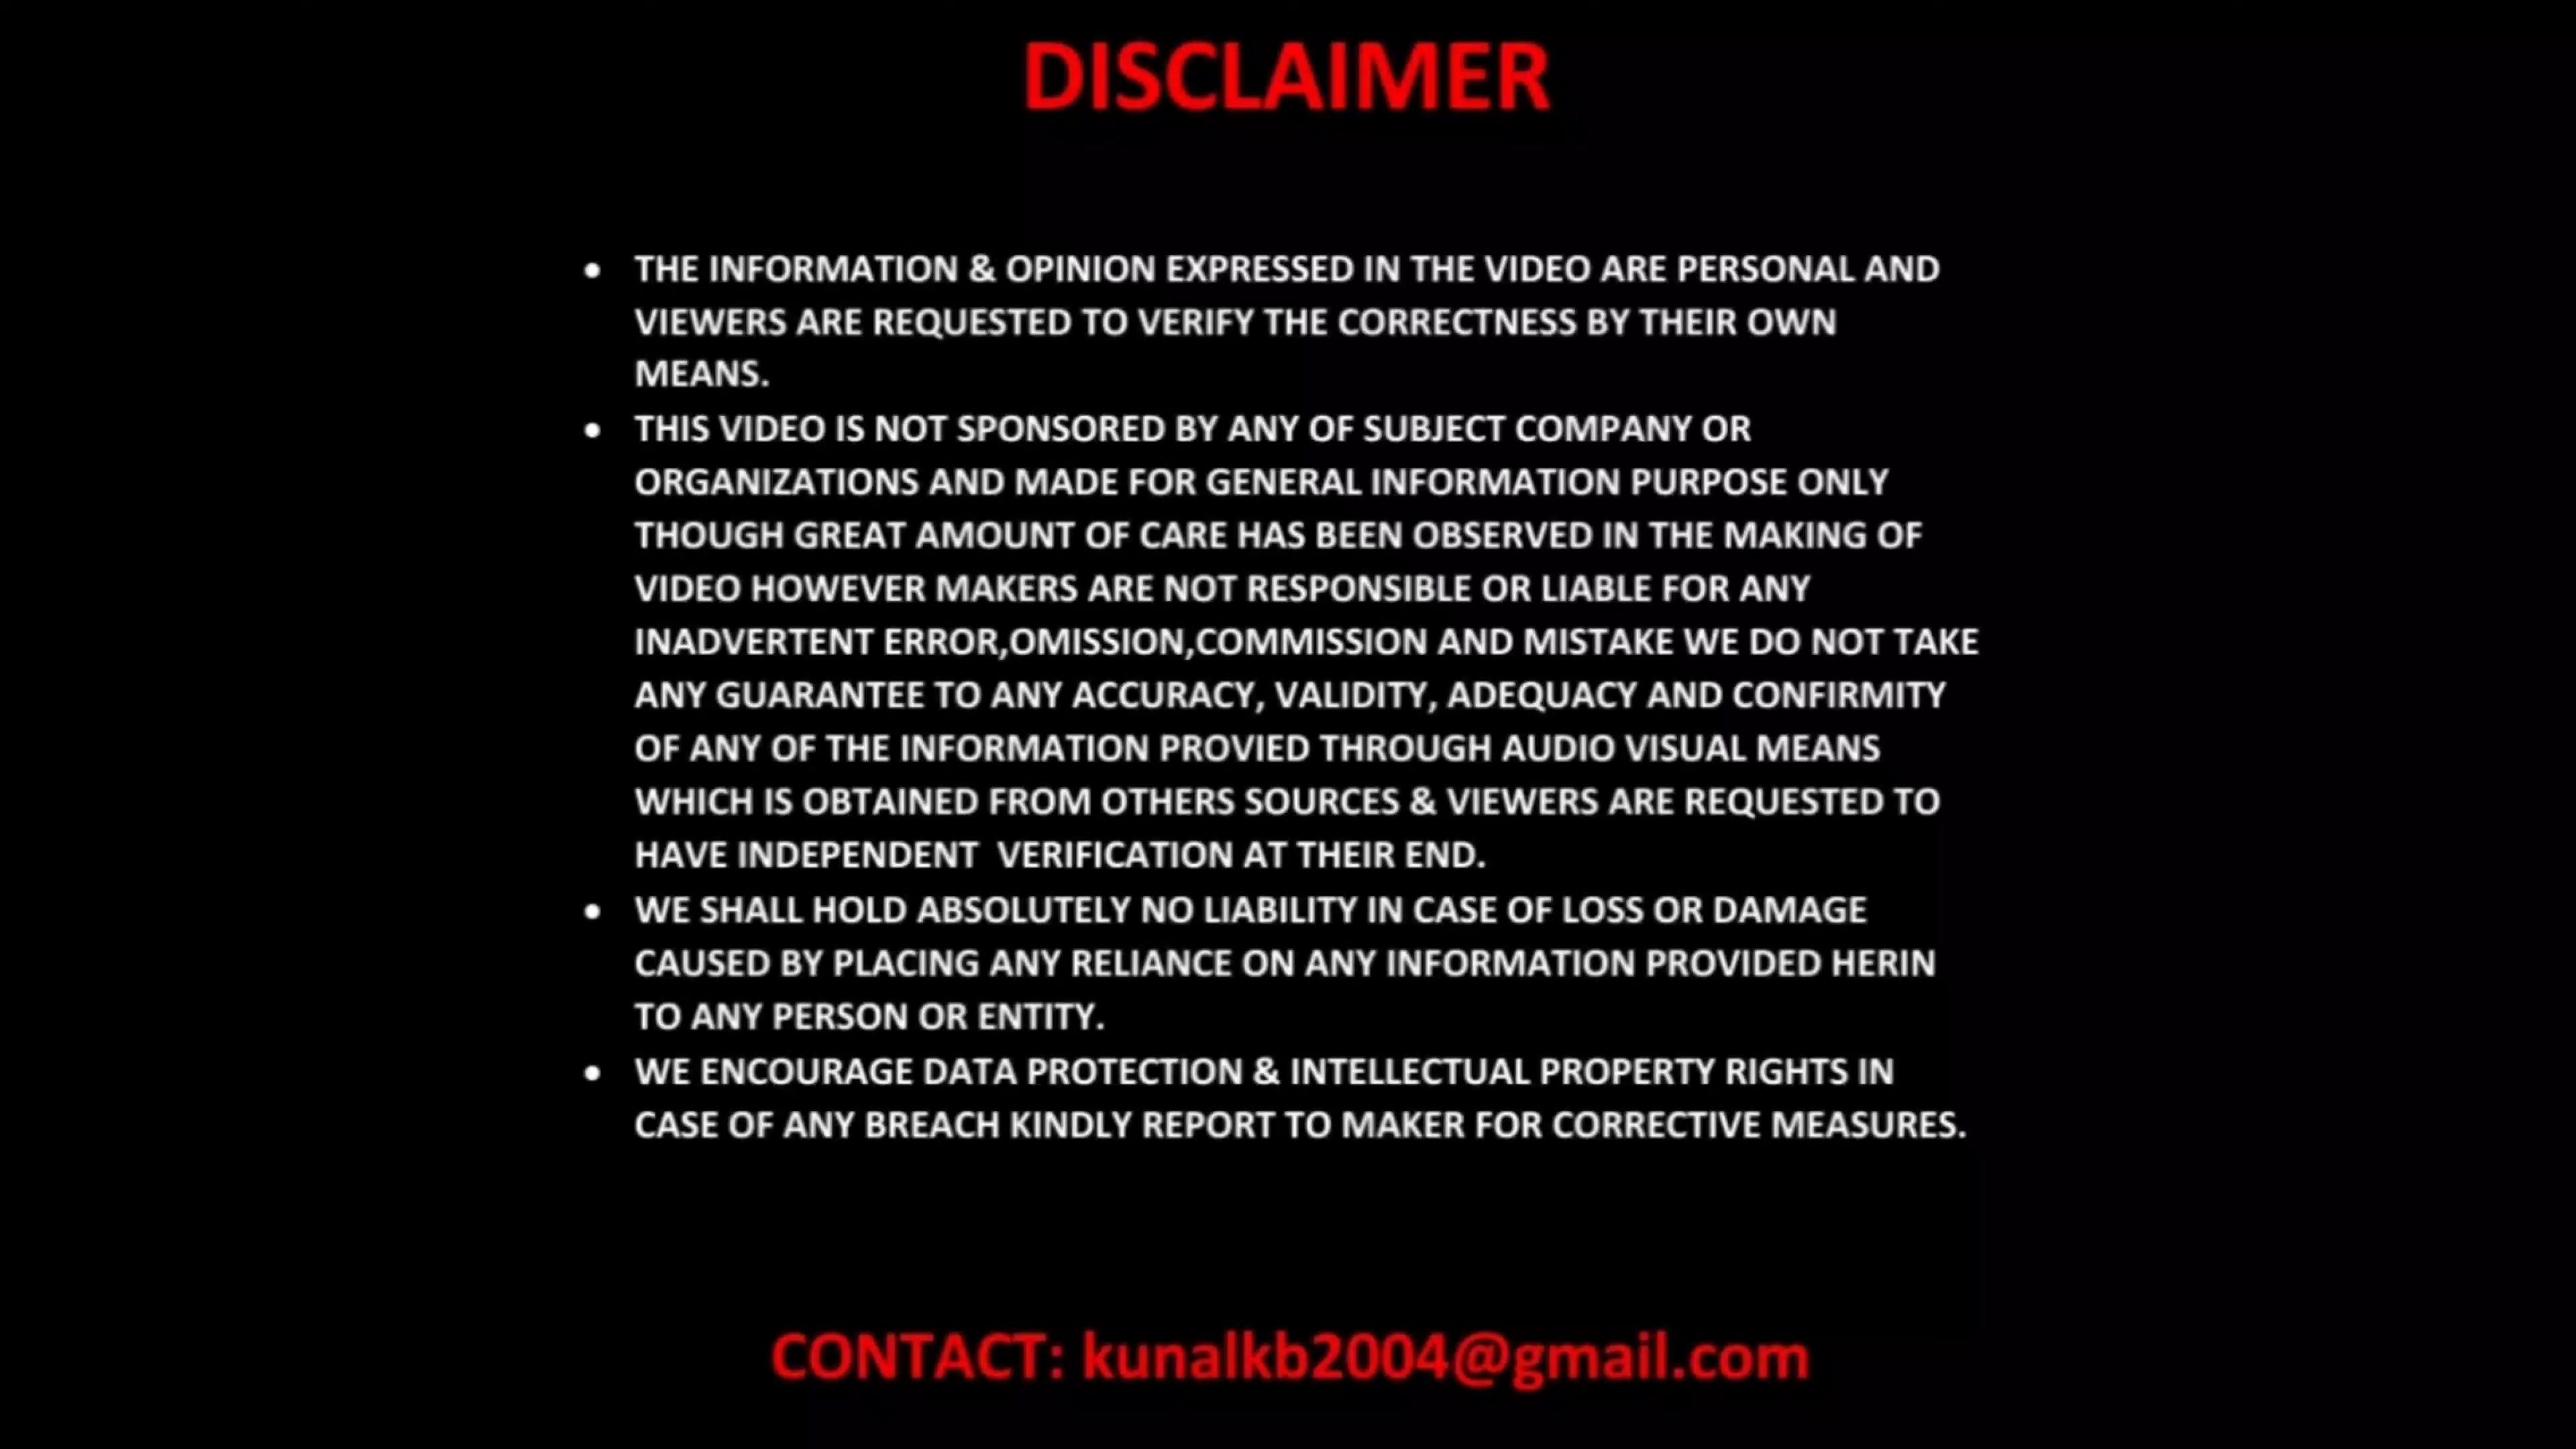 DISCLAIMER
• THE INFORMATION & OPINION EXPRESSED IN THE VIDEO ARE PERSONAL AND
VIEWERS ARE REQUESTED TO VERIFY THE CORRECTNESS BY THEIR OWN
MEANS.
• THIS VIDEO IS NOT SPONSORED BY ANY OF SUBJECT COMPANY OR
ORGANIZATIONS AND MADE FOR GENERAL INFORMATION PURPOSE ONLY
THOUGH GREAT AMOUNT OF CARE HAS BEEN OBSERVED IN THE MAKING OF
VIDEO HOWEVER MAKERS ARE NOT RESPONSIBLE OR LIABLE FOR ANY
INADVERTENT ERROR,OMISSION,COMMISSION AND MISTAKE WE DO NOT TAKE
ANY GUARANTEE TO ANY ACCURACY, VALIDITY, ADEQUACY AND CONFIRMITY
OF ANY OF THE INFORMATION PROVIED THROUGH AUDIO VISUAL MEANS
WHICH IS OBTAINED FROM OTHERS SOURCES & VIEWERS ARE REQUESTED TO
HAVE INDEPENDENT  VERIFICATION AT THEIR END.
• WE SHALL HOLD ABSOLUTELY NO LIABILITY IN CASE OF LOSS OR DAMAGE
CAUSED BY PLACING ANY RELIANCE ON ANY INFORMATION PROVIDED HERIN
TO ANY PERSON OR ENTITY.
• WE ENCOURAGE DATA PROTECTION & INTELLECTUAL PROPERTY RIGHTS IN
CASE OF ANY BREACH KINDLY REPORT TO MAKER FOR CORRECTIVE MEASURES.
CONTACT: kunalkb2004@gmail.com